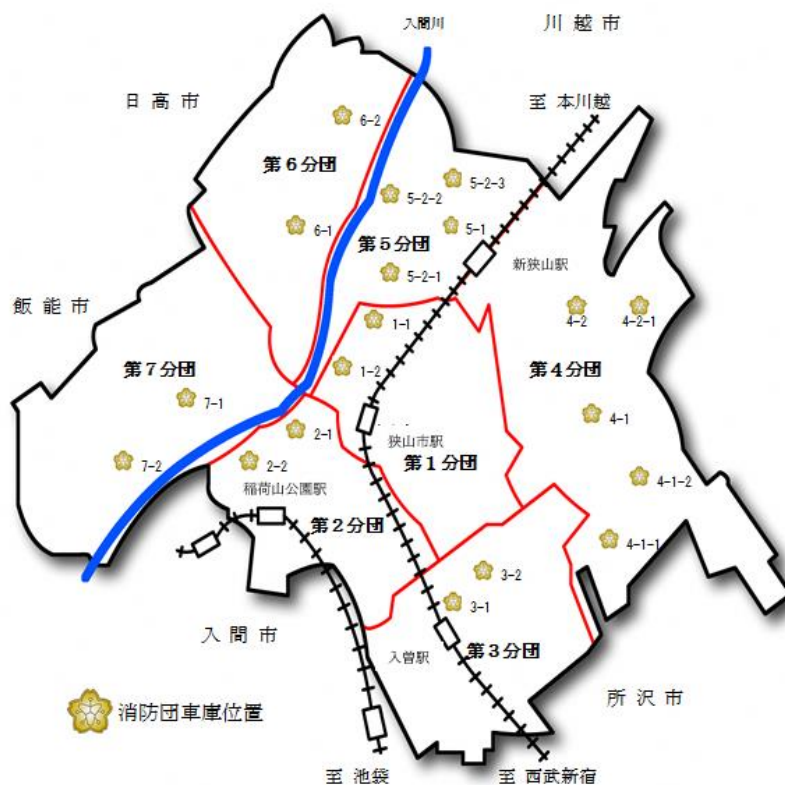 入間川
川越市
日高市
至 本川越
6-2
第6分団
5-2-3
5-2-2
6-1
5-1
第5分団
新狭山駅
5-2-1
飯能市
1-1
4-2
4-2-1
1-2
第7分団
第4分団
7-1
4-1
2-1
狭山市駅
7-2
2-2
第1分団
4-1-2
稲荷山公園駅
第2分団
4-1-1
3-2
3-1
入間市
入曽駅
第3分団
所沢市
消防団車庫位置
至 池袋
至 西武新宿